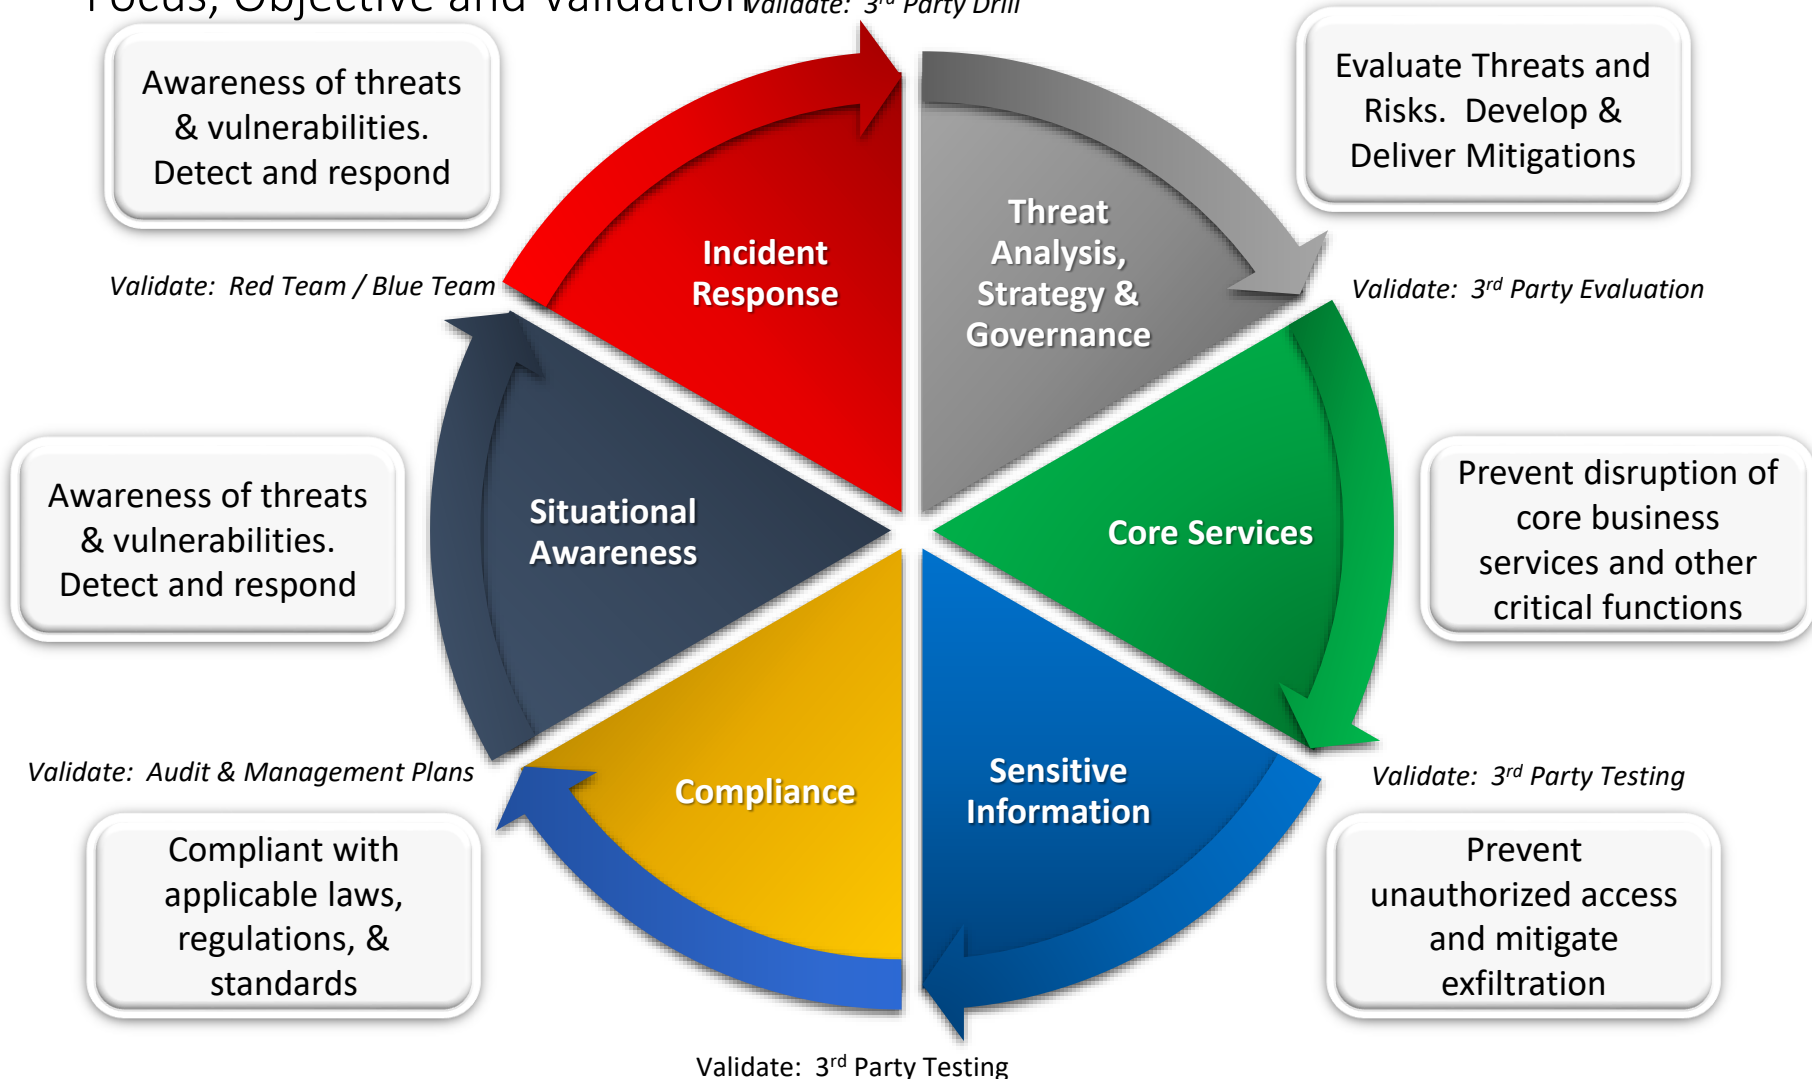 Focus, Objective and Validation
Validate: 3rd Party Drill
Awareness of threats
& vulnerabilities.
Detect and respond
Evaluate Threats and
Risks. Develop &
Deliver Mitigations
Incident
Response
Threat
Analysis,
Strategy &
Governance
Validate: Red Team / Blue Team
Validate: 3rd Party Evaluation
Awareness of threats
& vulnerabilities.
Detect and respond
Situational
Awareness
Core Services
Prevent disruption of
core business
services and other
critical functions
Validate: Audit & Management Plans
Validate: 3rd Party Testing
Compliance
Sensitive
Information
Compliant with
applicable laws,
regulations, &
standards
Prevent
unauthorized access
and mitigate
exfiltration
Validate: 3rd Party Testing